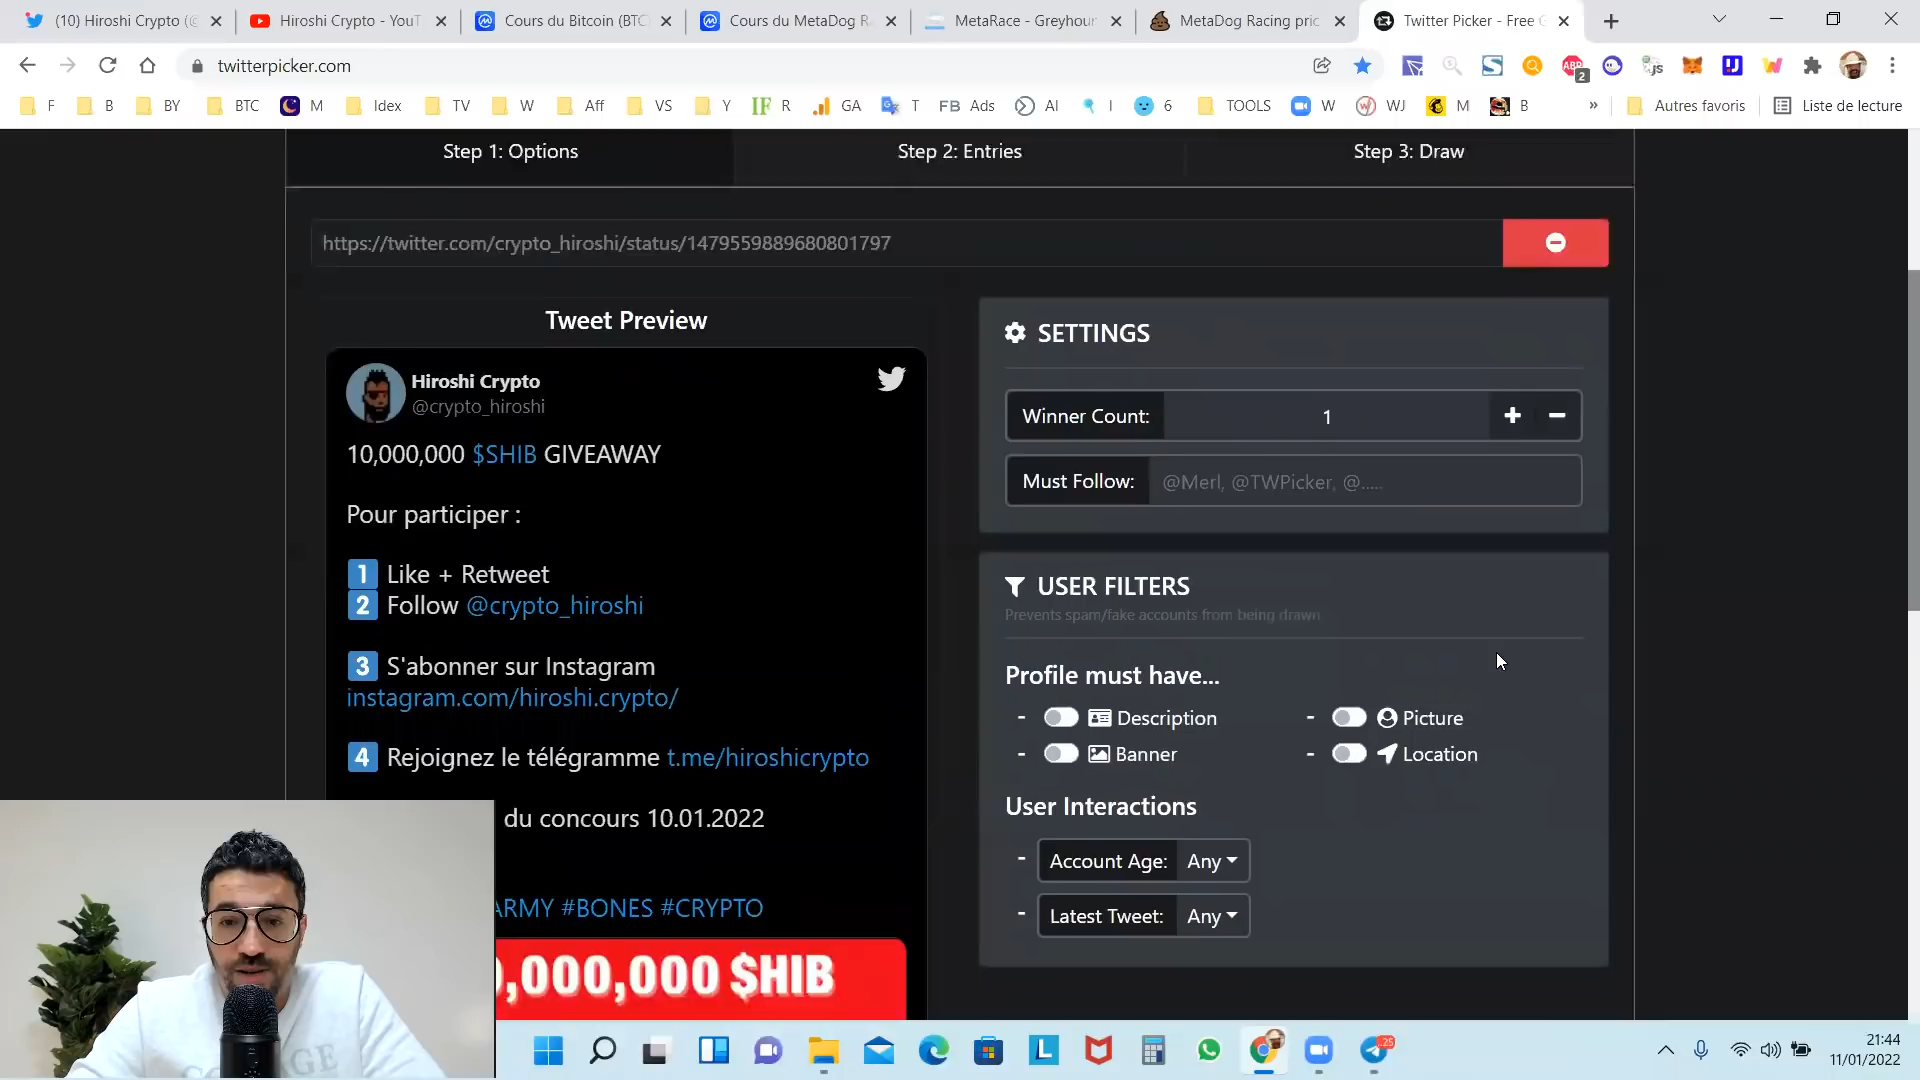 (10) Hiroshi Crypto (@
Hiroshi Crypto - YouT
Cours du Bitcoin (BTC)
Cours du MetaDog Ra
MetaRace - Greyhoun
MetaDog Racing pric
Twitter Picker - Free G
twitterpicker.com
ABP
2
F
B
BY
BTC
M
Idex
TV
W
Aff
VS
Y
IF R
GA
T
FB Ads
AI
I
6
TOOLS
W
WJ
M
B
»
Autres favoris
Liste de lecture
Step 1: Options
Step 2: Entries
Step 3: Draw
https://twitter.com/crypto_hiroshi/status/1479559889680801797
Tweet Preview
Hiroshi Crypto
@crypto_hiroshi
10,000,000 $SHIB GIVEAWAY
Pour participer :
1 Like + Retweet
2 Follow @crypto_hiroshi
3 S'abonner sur Instagram
instagram.com/hiroshi.crypto/
4 Rejoignez le télégramme t.me/hiroshicrypto
du concours 10.01.2022
ARMY #BONES #CRYPTO
,000,000 $HIB
SETTINGS
Winner Count: 1
Must Follow: @Merl, @TWPicker, @.....
USER FILTERS
Prevents spam/fake accounts from being drawn
Profile must have...
- Description
- Picture
- Banner
- Location
User Interactions
- Account Age: Any
- Latest Tweet: Any
25
21:44
11/01/2022